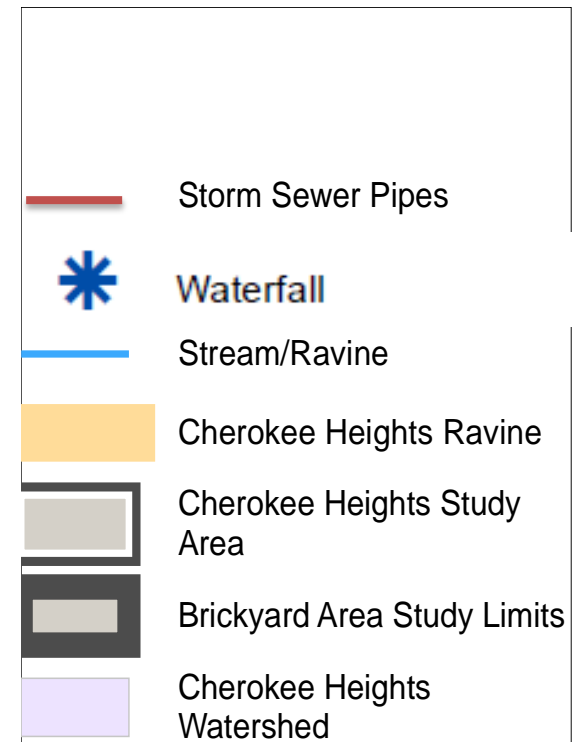 Storm Sewer Pipes
Waterfall
Stream/Ravine
Cherokee Heights Ravine
Cherokee Heights Study
Area
Brickyard Area Study Limits
Cherokee Heights
Watershed